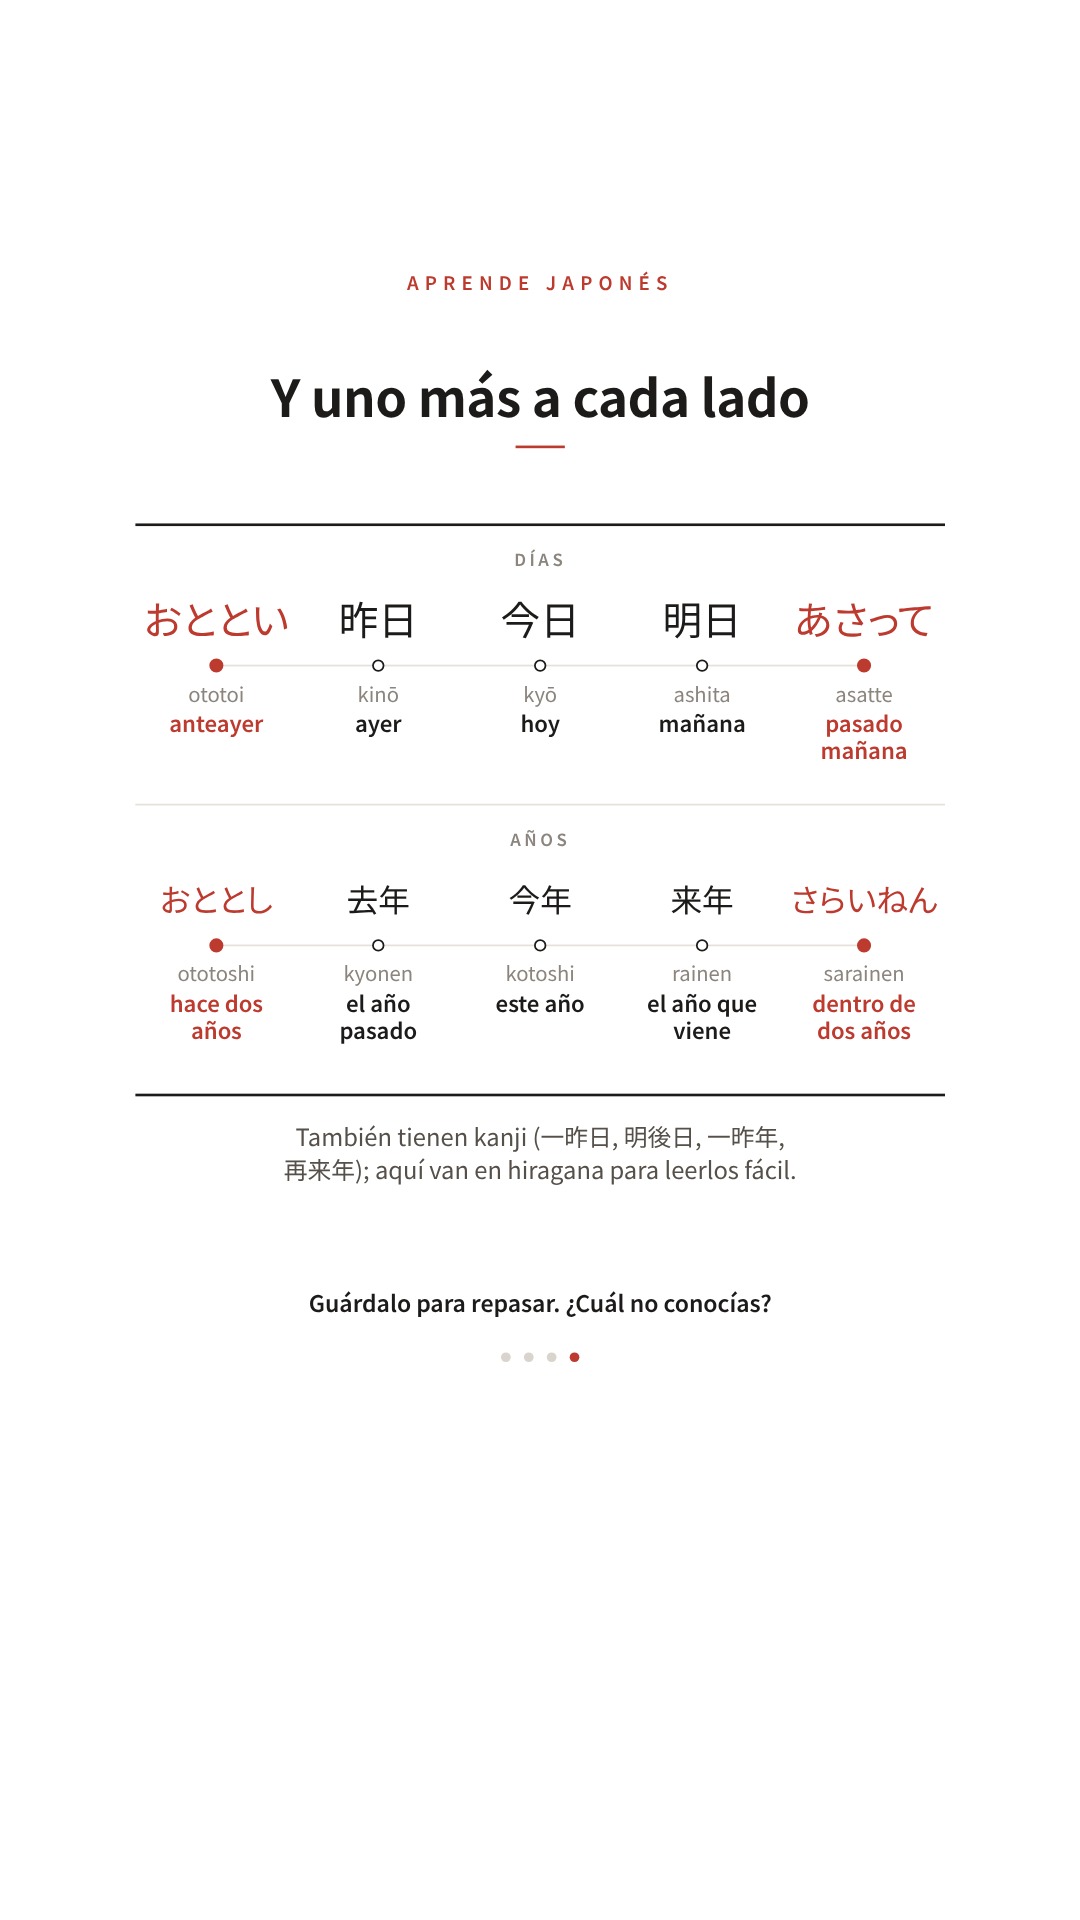 APRENDE JAPONÉS
Y uno más a cada lado
DÍAS
おととい 昨日 今日 明日 あさって
ototoi kinō kyō ashita asatte
anteayer ayer hoy mañana pasado
mañana
AÑOS
おととし 去年 今年 来年 さらいねん
ototoshi kyonen kotoshi rainen sarainen
hace dos el año este año el año que dentro de
años pasado viene dos años
También tienen kanji (一昨日, 明後日, 一昨年,
再来年); aquí van en hiragana para leerlos fácil.
Guárdalo para repasar. ¿Cuál no conocías?